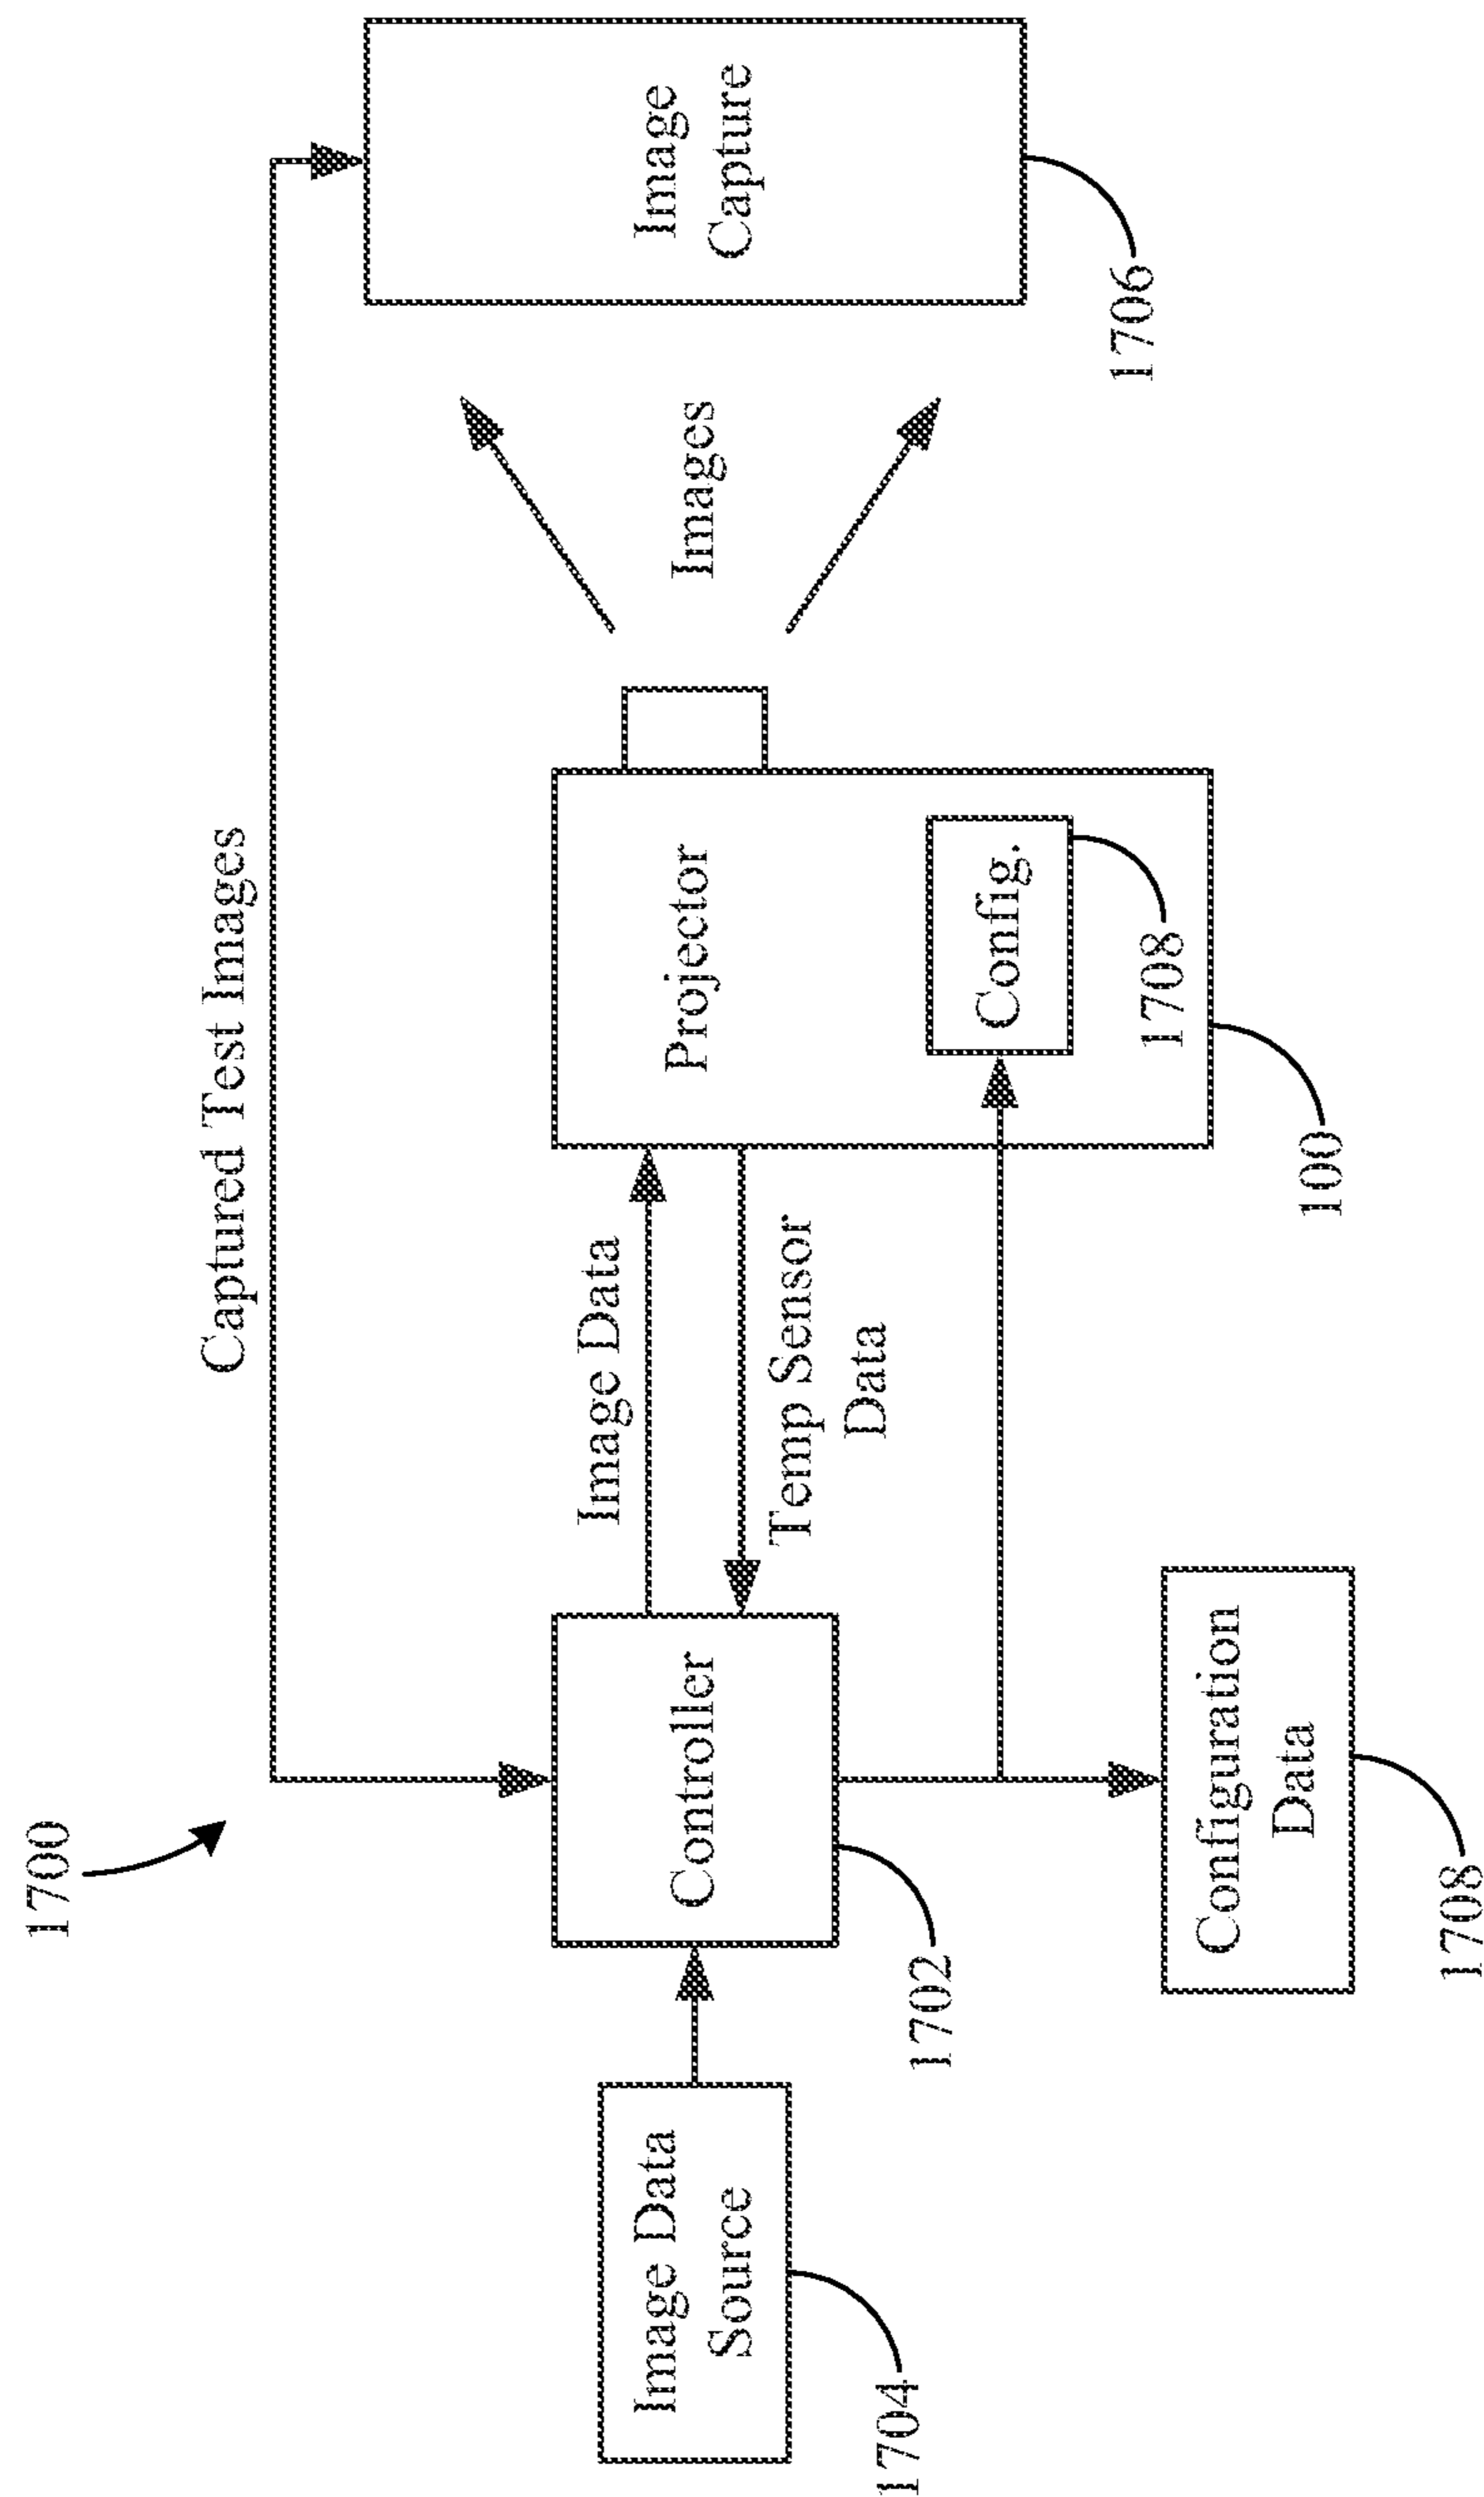 1700
Captured Test Images
Image Data
Source
1704
Controller
1702
Image Data
Temp Sensor
Data
Configuration
Data
1708
Projector
Config.
1708
100
Images
Image
Capture
1706